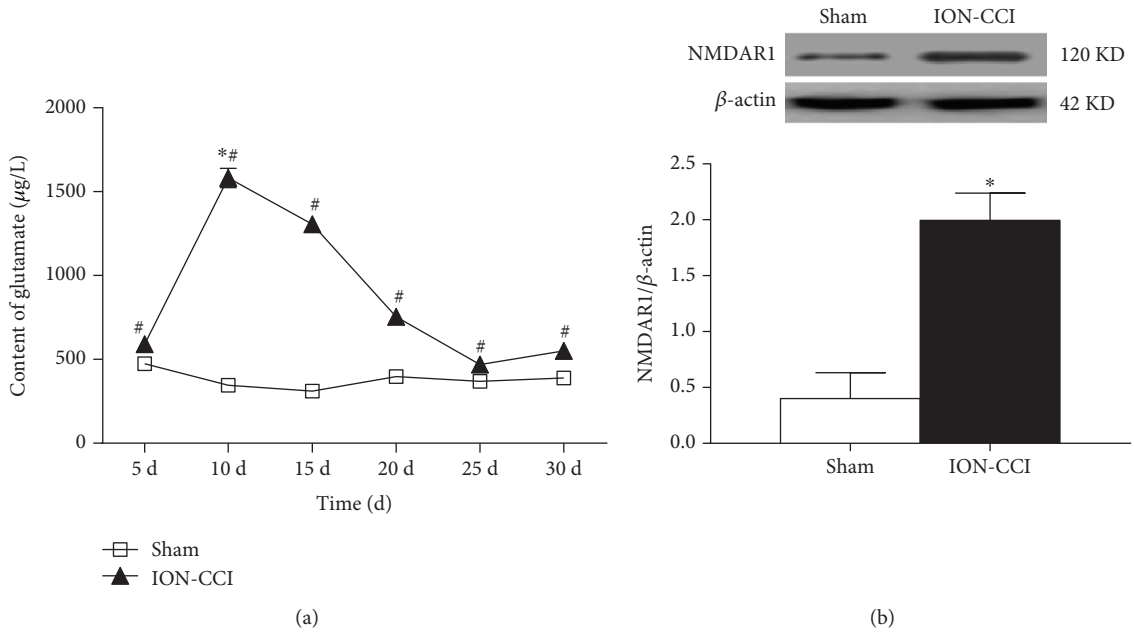 2000
1500
1000
500
0
Content of glutamate (μg/L)
*#
#
#
#
#
#
5 d 10 d 15 d 20 d 25 d 30 d
Time (d)
Sham
ION-CCI
(a)
Sham ION-CCI
NMDAR1 120 KD
β-actin 42 KD
2.5
2.0
1.5
1.0
0.5
0.0
NMDAR1/β-actin
*
Sham ION-CCI
(b)